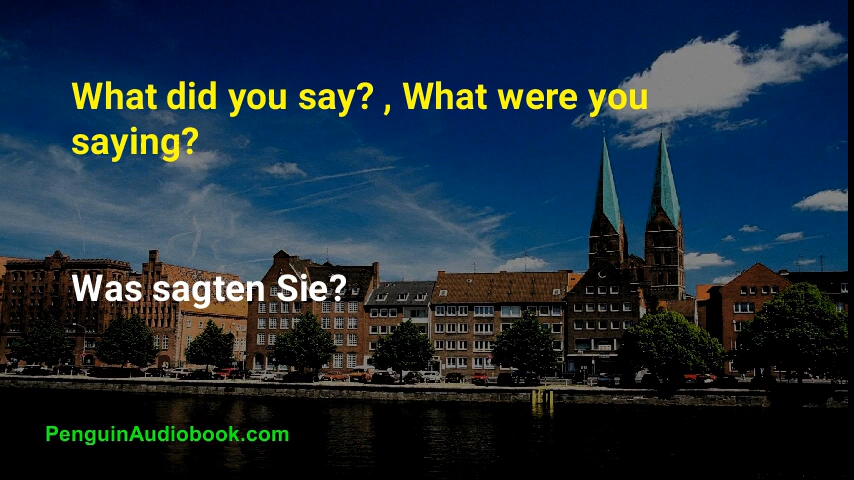 What did you say? , What were you
saying?
Was sagten Sie?
PenguinAudiobook.com